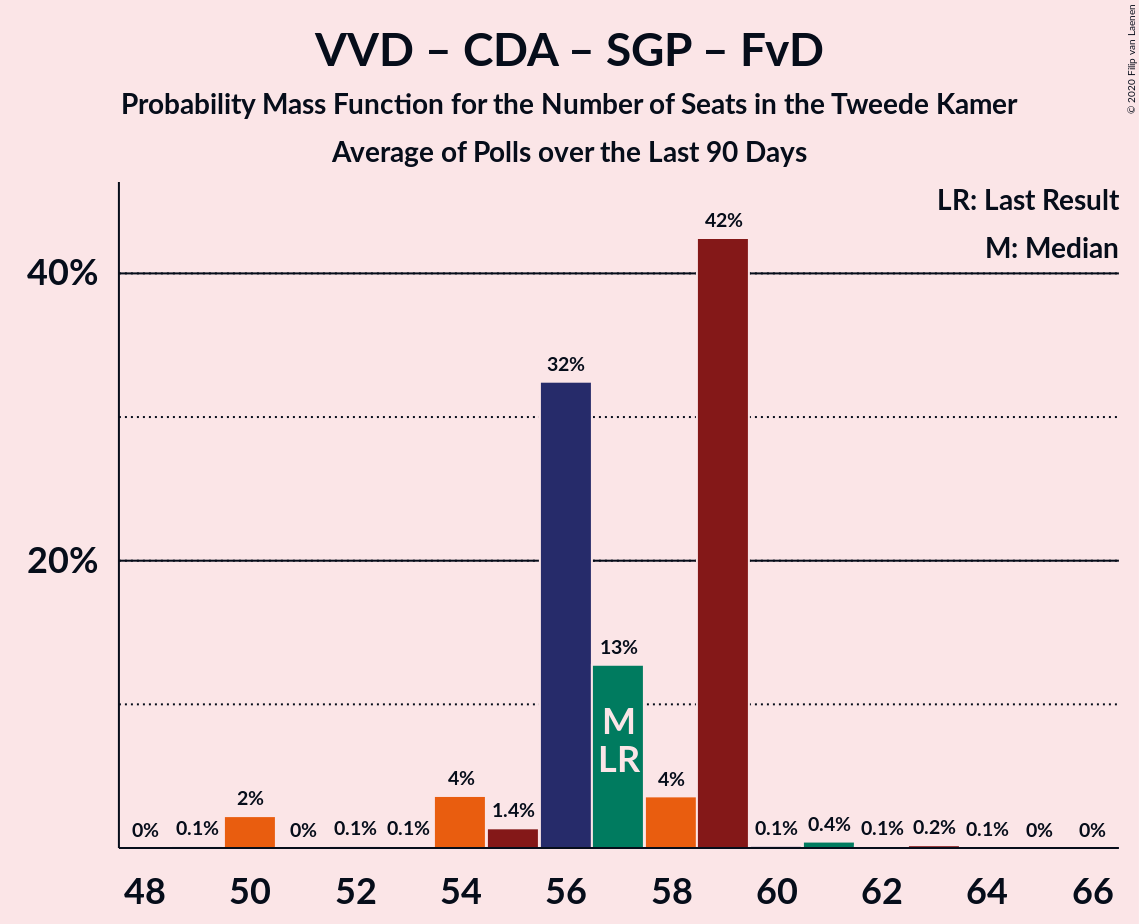 VVD – CDA – SGP – FvD
Probability Mass Function for the Number of Seats in the Tweede Kamer
Average of Polls over the Last 90 Days
© 2020 Filip van Laenen
LR: Last Result
M: Median
40%
20%
0%
0.1%
2%
0%
0.1%
0.1%
4%
1.4%
32%
13%
4%
42%
0.1%
0.4%
0.1%
0.2%
0.1%
0%
0%
M
LR
48 50 52 54 56 58 60 62 64 66